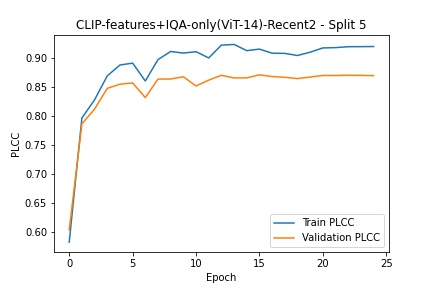 CLIP-features+IQA-only(ViT-14)-Recent2 - Split 5
0.90
0.85
0.80
0.75
0.70
0.65
0.60
PLCC
Train PLCC
Validation PLCC
0 5 10 15 20 25
Epoch